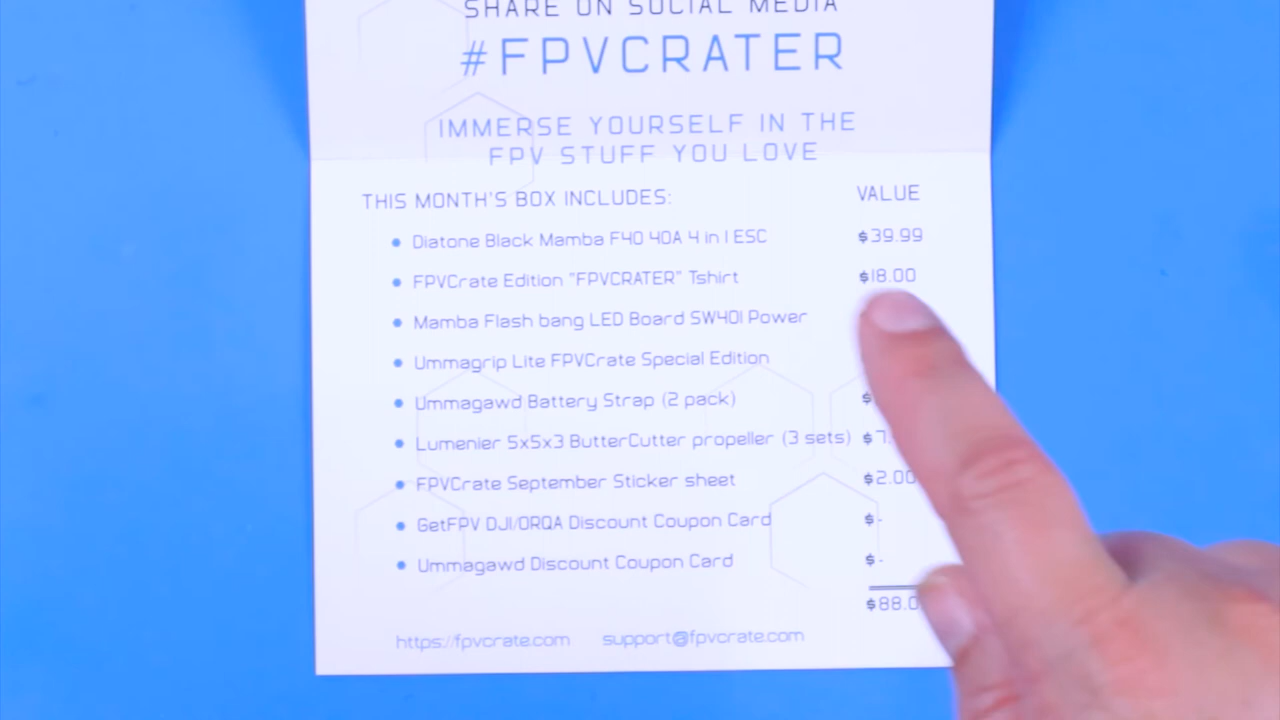 SHARE ON SOCIAL MEDIA
#FPVCRATER
IMMERSE YOURSELF IN THE
FPV STUFF YOU LOVE
THIS MONTH'S BOX INCLUDES: VALUE
• Diatone Black Mamba F40 40A 4 in 1 ESC $39.99
• FPVCrate Edition "FPVCRATER" Tshirt $18.00
• Mamba Flash bang LED Board SW401 Power
• Ummagrip Lite FPVCrate Special Edition
• Ummagawd Battery Strap (2 pack) $
• Lumenier 5x5x3 ButterCutter propeller (3 sets) $7.
• FPVCrate September Sticker sheet $2.00
• GetFPV DJI/ORQA Discount Coupon Card $-
• Ummagawd Discount Coupon Card $-
$88.0
https://fpvcrate.com support@fpvcrate.com